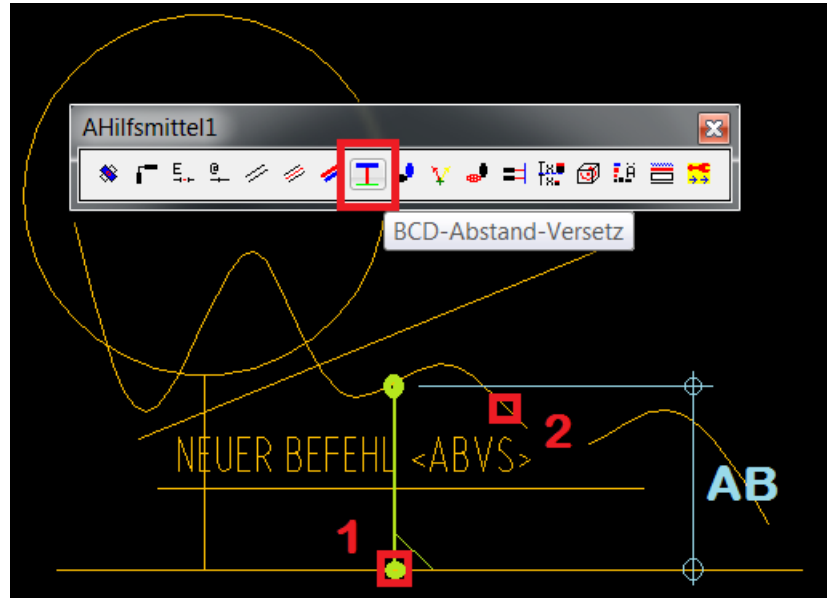 AHilfsmittel1
BCD-Abstand-Versetz
NEUER BEFEHL <ABVS>
2
AB
1